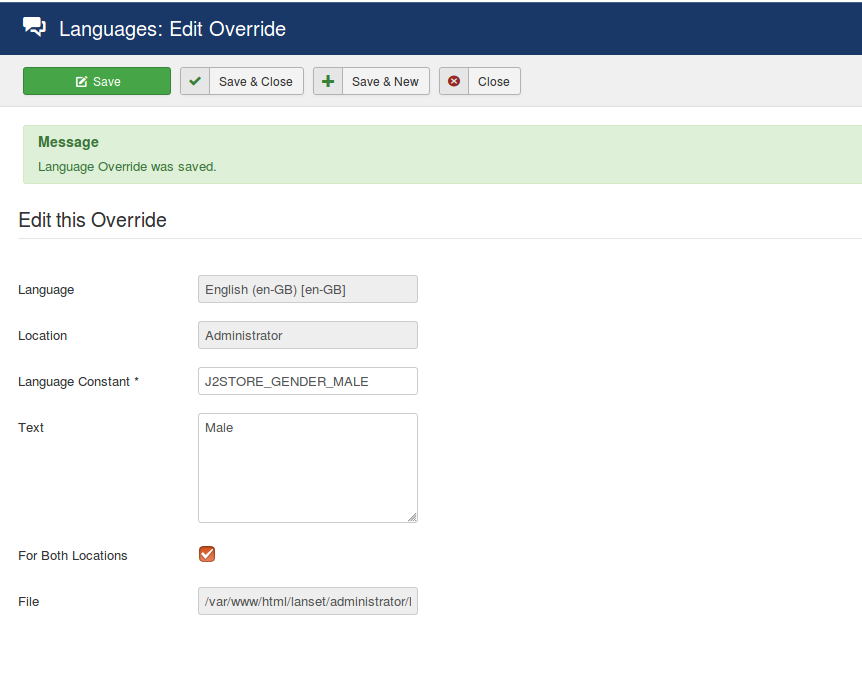 Languages: Edit Override
Save
Save & Close
Save & New
Close
Message
Language Override was saved.
Edit this Override
Language
English (en-GB) [en-GB]
Location
Administrator
Language Constant *
J2STORE_GENDER_MALE
Text
Male
For Both Locations
File
/var/www/html/lanset/administrator/l